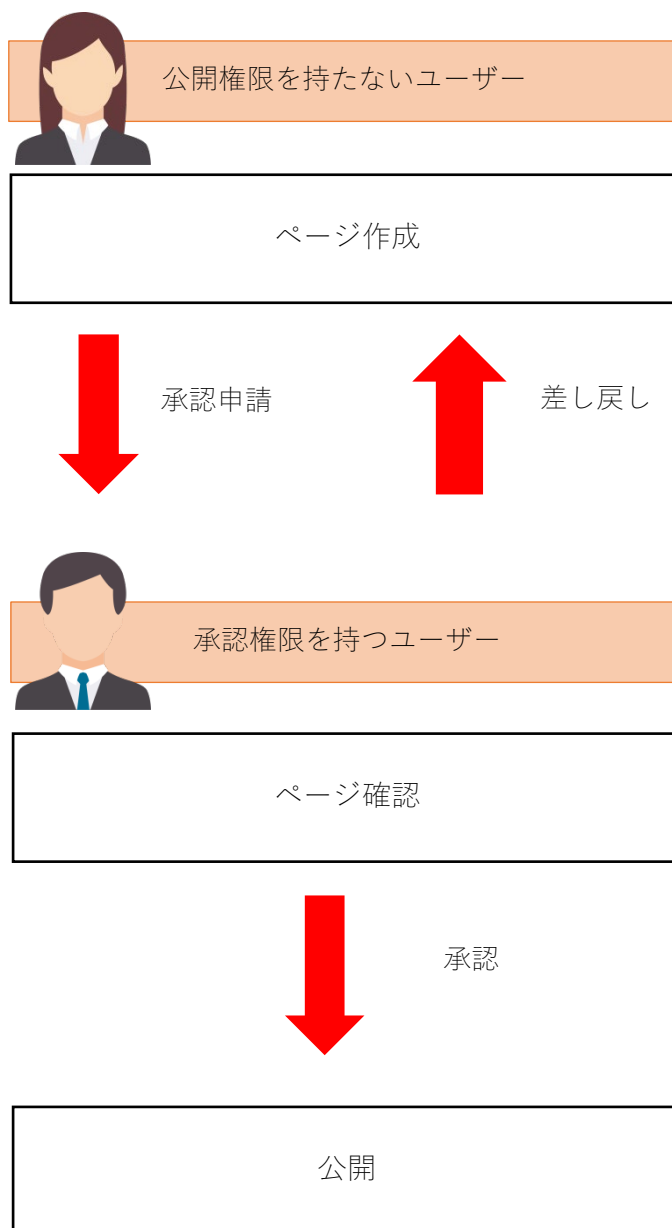 公開権限を持たないユーザー
ページ作成
承認申請
差し戻し
承認権限を持つユーザー
ページ確認
承認
公開